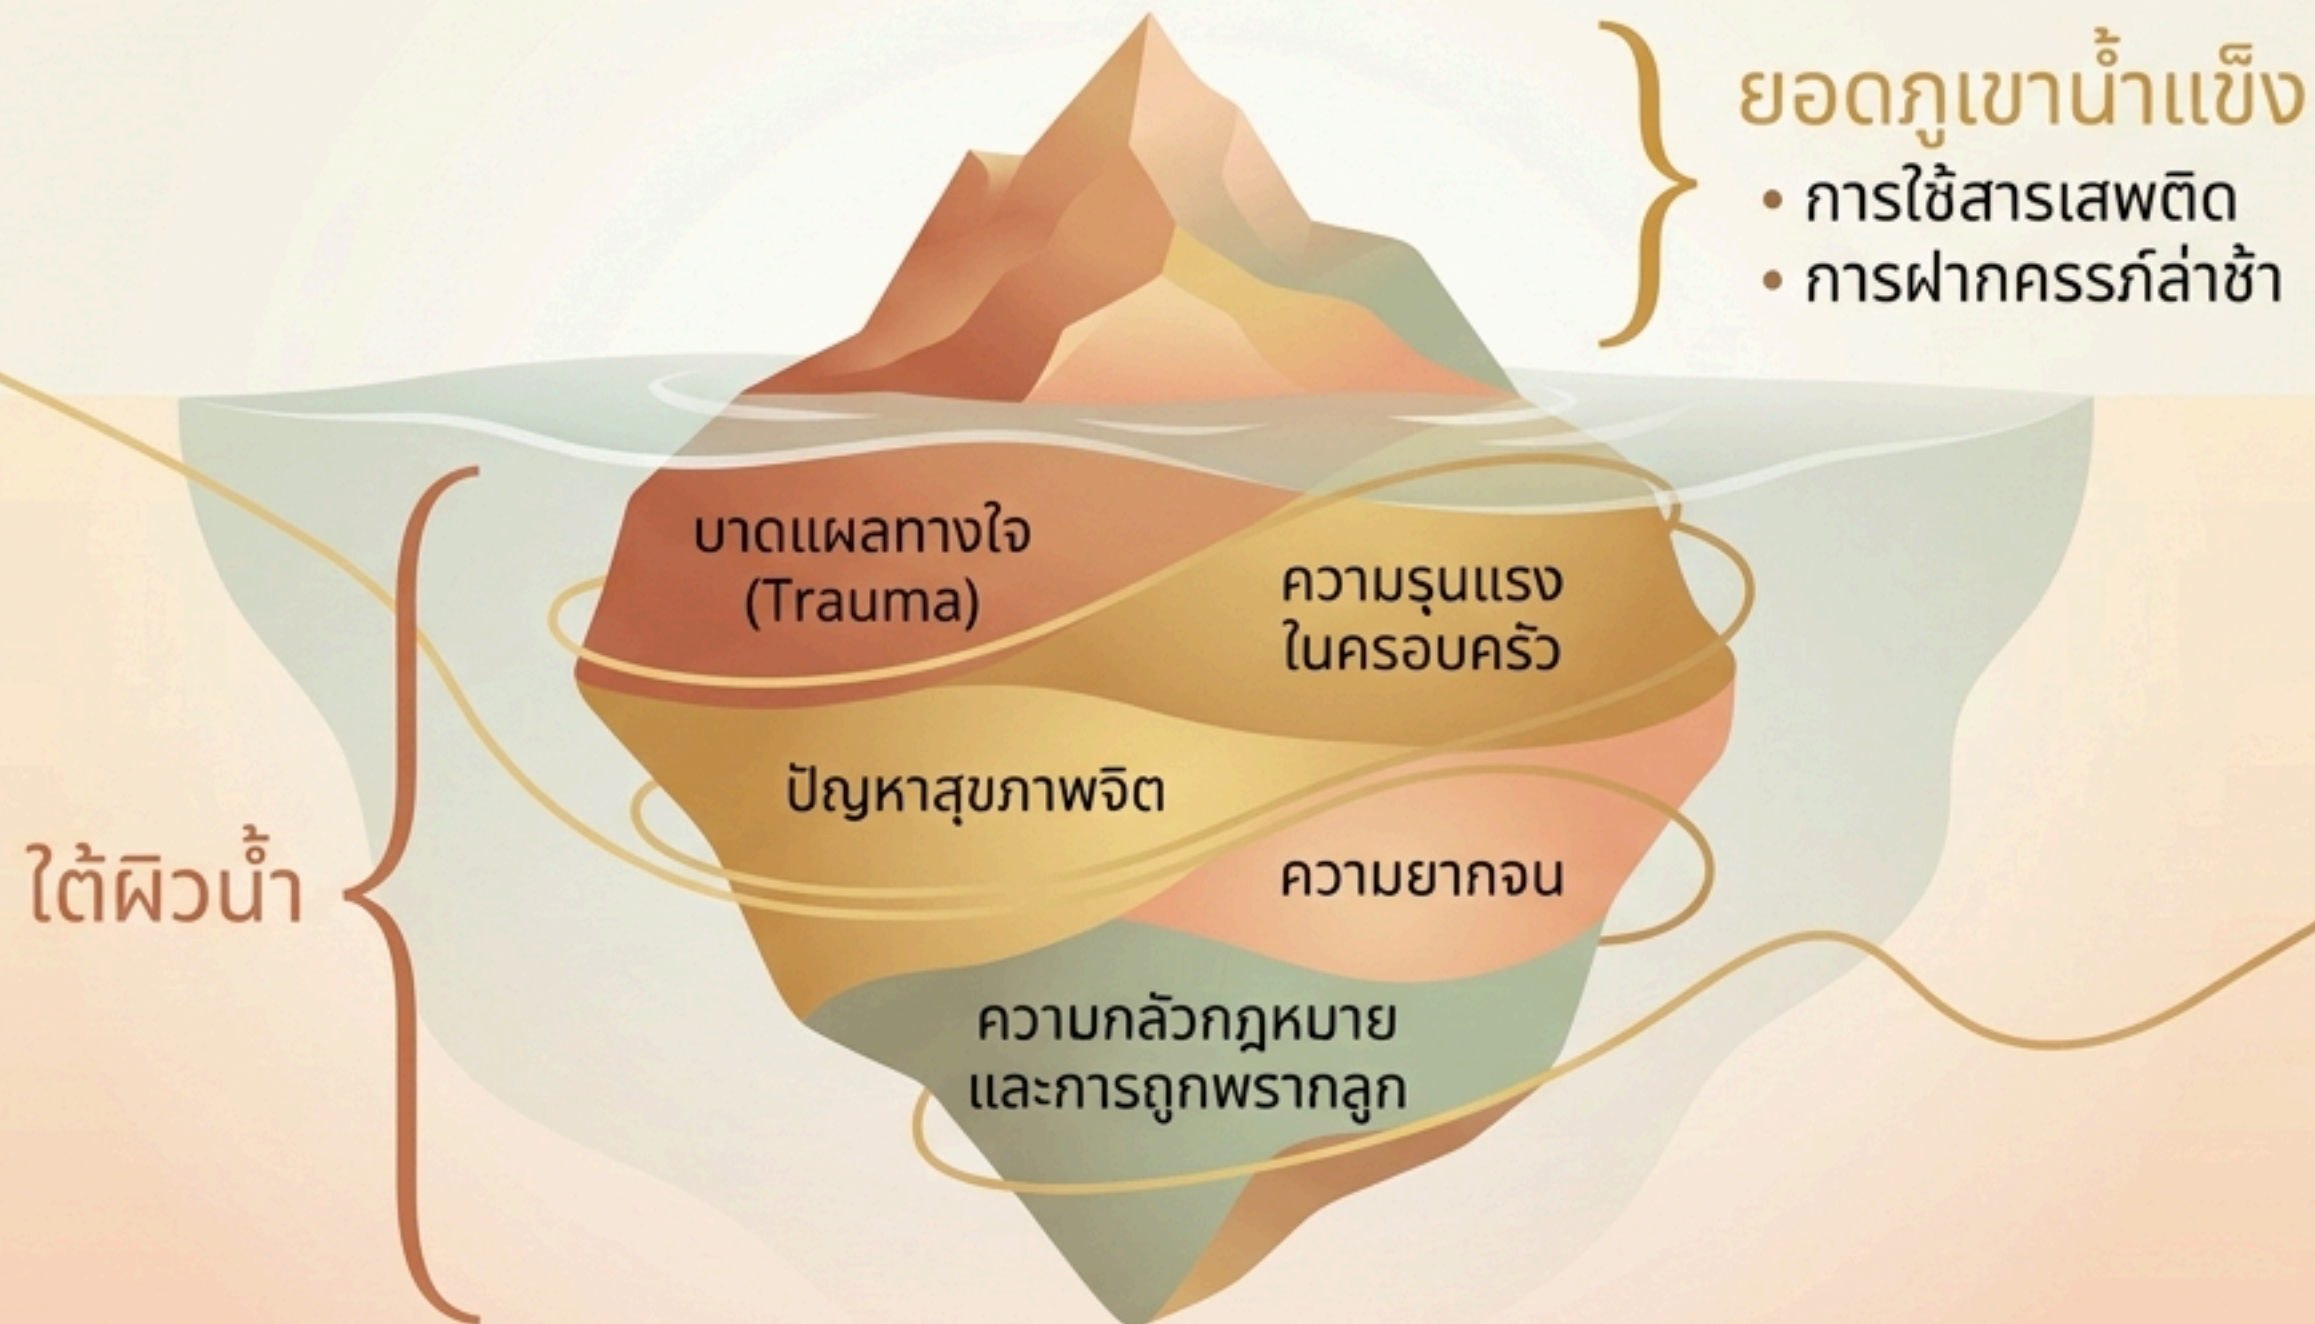 ยอดภูเขาน้ำแข็ง
• การใช้สารเสพติด
• การฝากครรภ์ล่าช้า
บาดแผลทางใจ
(Trauma)
ความรุนแรง
ในครอบครัว
ปัญหาสุขภาพจิต
ความยากจน
ใต้ผิวน้ำ
ความกลัวกฎหมาย
และการถูกพรากลูก